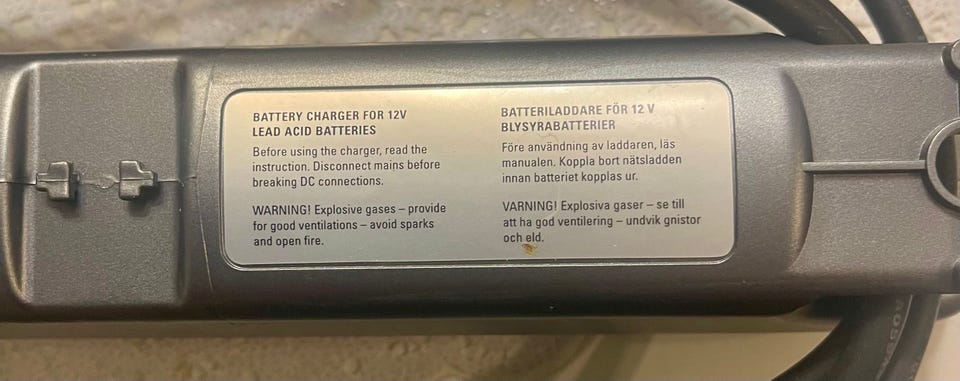 BATTERY CHARGER FOR 12V
LEAD ACID BATTERIES
Before using the charger, read the
instruction. Disconnect mains before
breaking DC connections.
WARNING! Explosive gases – provide
for good ventilations – avoid sparks
and open fire.
BATTERILADDARE FÖR 12 V
BLYSYRABATTERIER
Före användning av laddaren, läs
manualen. Koppla bort nätsladden
innan batteriet kopplas ur.
VARNING! Explosiva gaser – se till
att ha god ventilering – undvik gnistor
och eld.